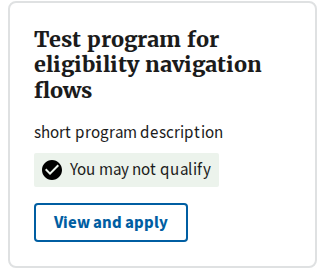 Test program for
eligibility navigation
flows
short program description
You may not qualify
View and apply